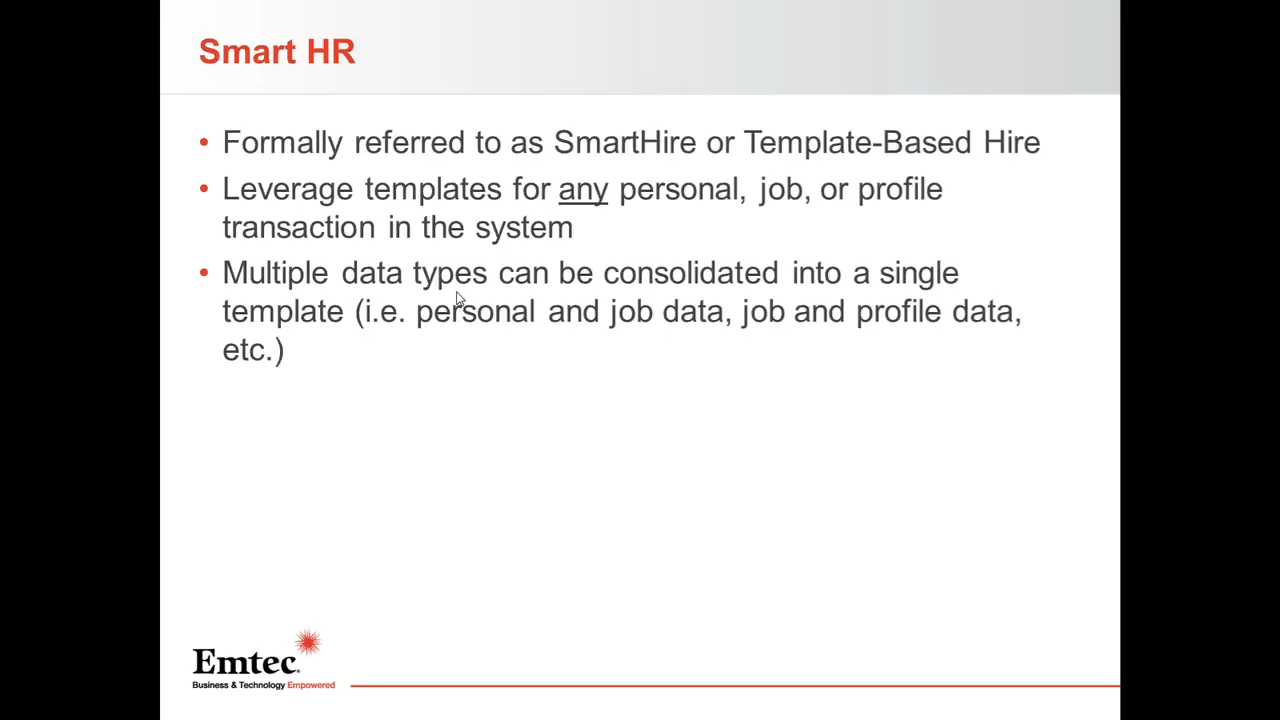 Smart HR
• Formally referred to as SmartHire or Template-Based Hire
• Leverage templates for any personal, job, or profile
transaction in the system
• Multiple data types can be consolidated into a single
template (i.e. personal and job data, job and profile data,
etc.)
Emtec
Business & Technology Empowered